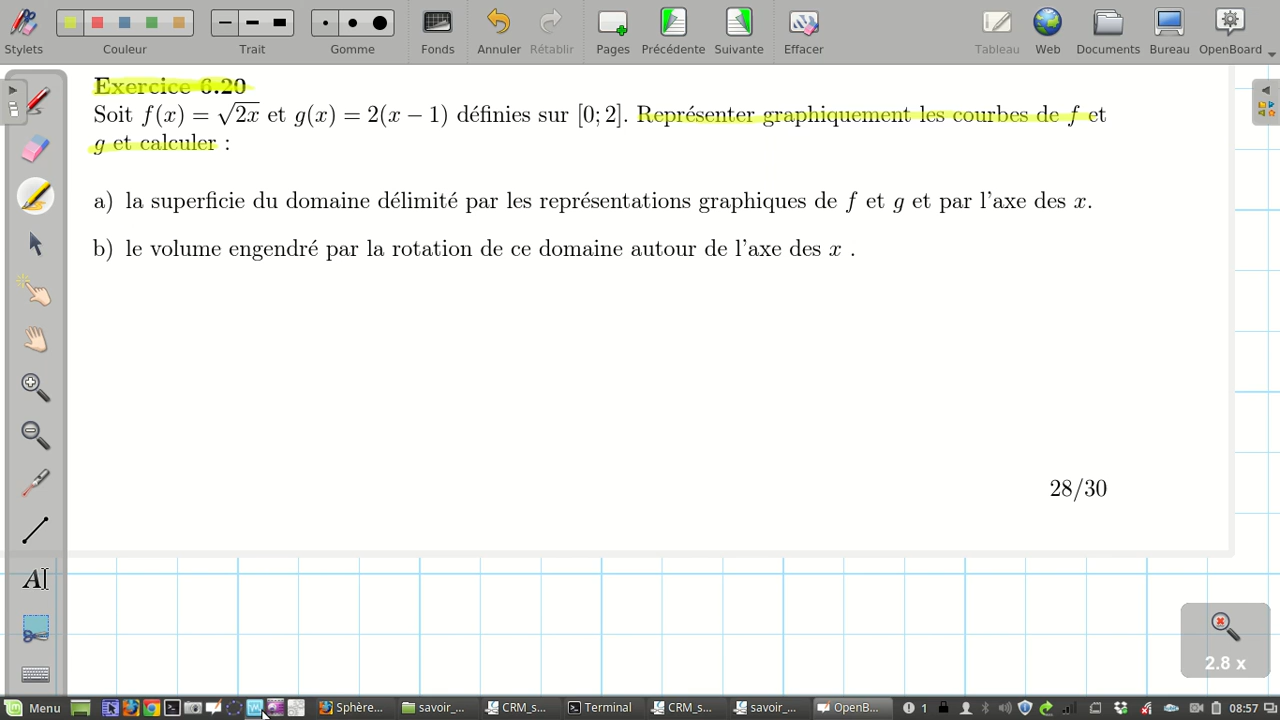 Stylets Couleur Trait Gomme Fonds Annuler Rétablir Pages Précédente Suivante Effacer Tableau Web Documents Bureau OpenBoard
Exercice 6.20
Soit f(x) = √2x et g(x) = 2(x − 1) définies sur [0; 2]. Représenter graphiquement les courbes de f et
g et calculer :
a) la superficie du domaine délimité par les représentations graphiques de f et g et par l'axe des x.
b) le volume engendré par la rotation de ce domaine autour de l'axe des x .
28/30
A
2.8 x
Menu Sphère... savoir_... CRM_s... Terminal CRM_s... savoir_... OpenB... 1 08:57